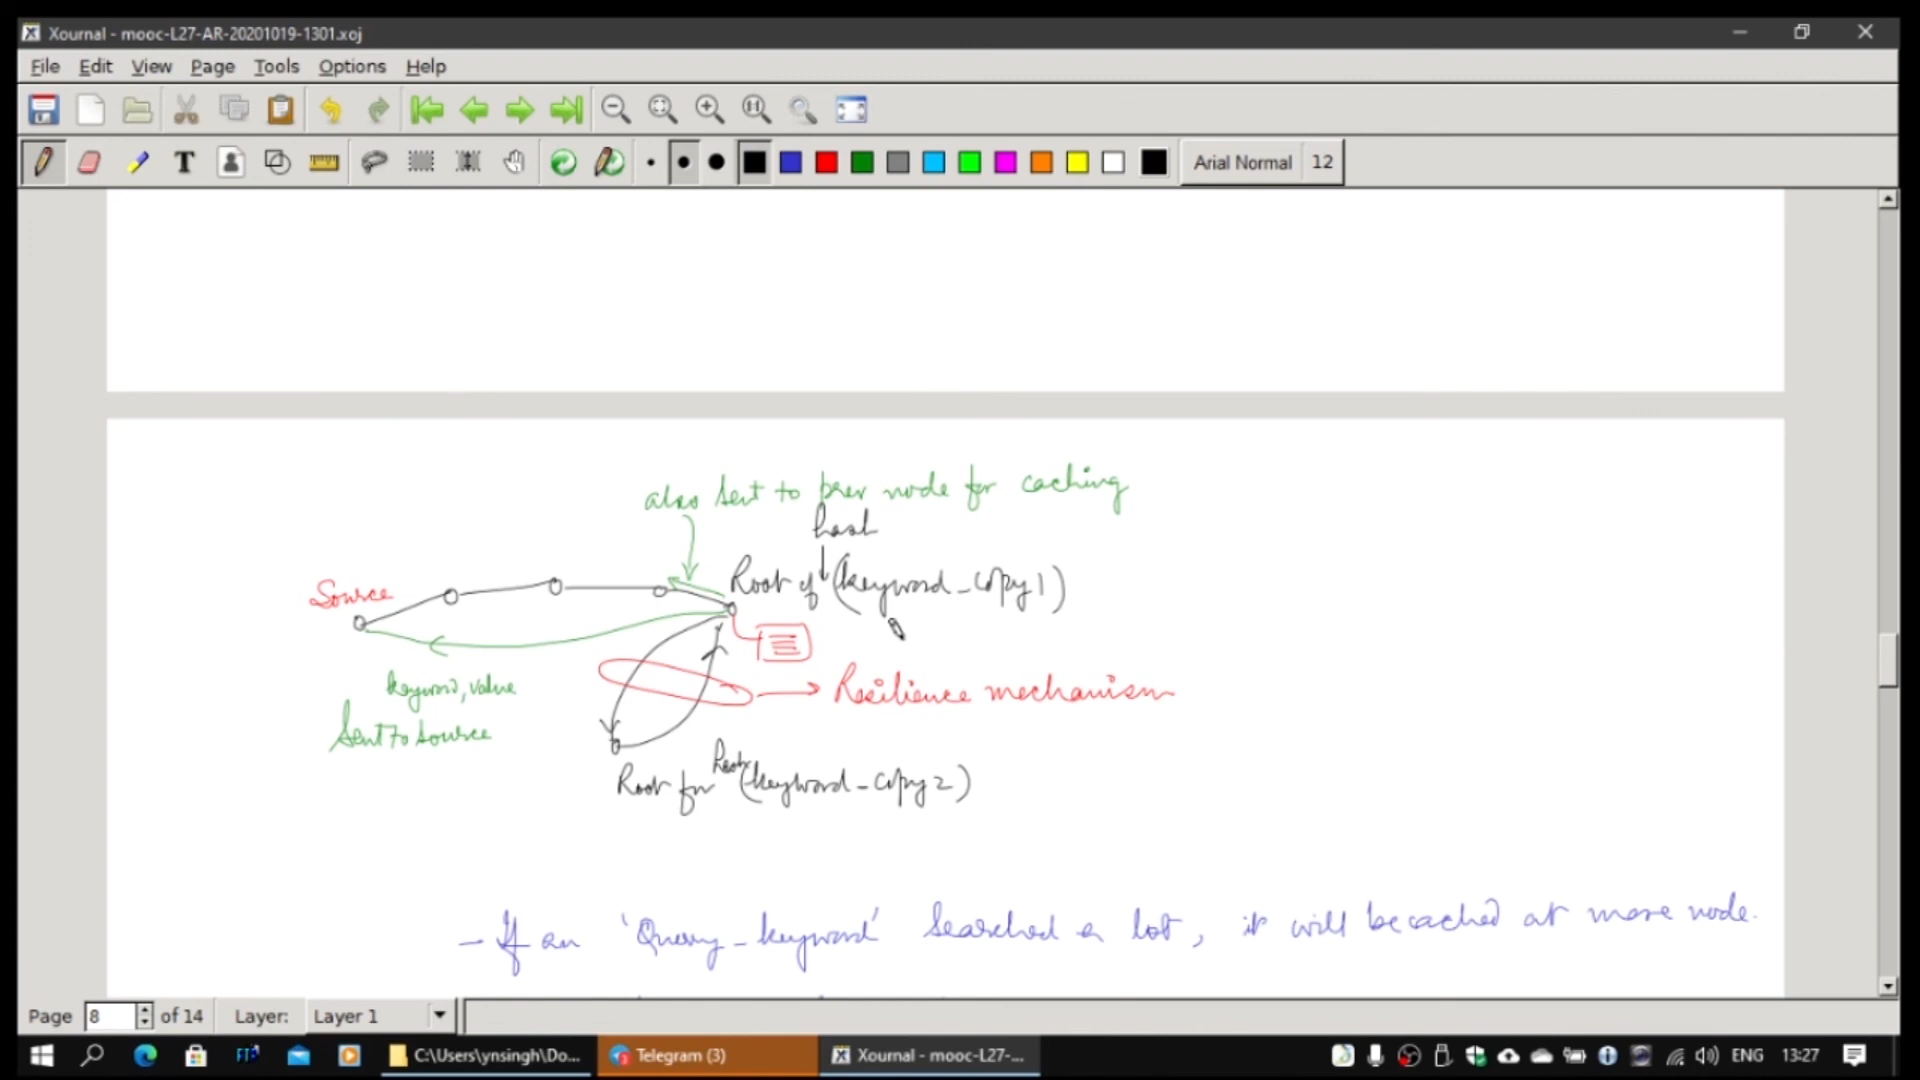 Xournal - mooc-L27-AR-20201019-1301.xoj
File Edit View Page Tools Options Help
Arial Normal 12
also sent to prev node for caching
hash
Source
Root of (keyword_copy1)
keyword, value
Sent to source
Resilience mechanism
Root for Hash (keyword_copy2)
- If an 'Query_keyword' Searched a lot, it will be cached at more node.
Page 8 of 14 Layer: Layer 1
C:\Users\ynsingh\Do... Telegram (3) Xournal - mooc-L27-... ENG 13:27